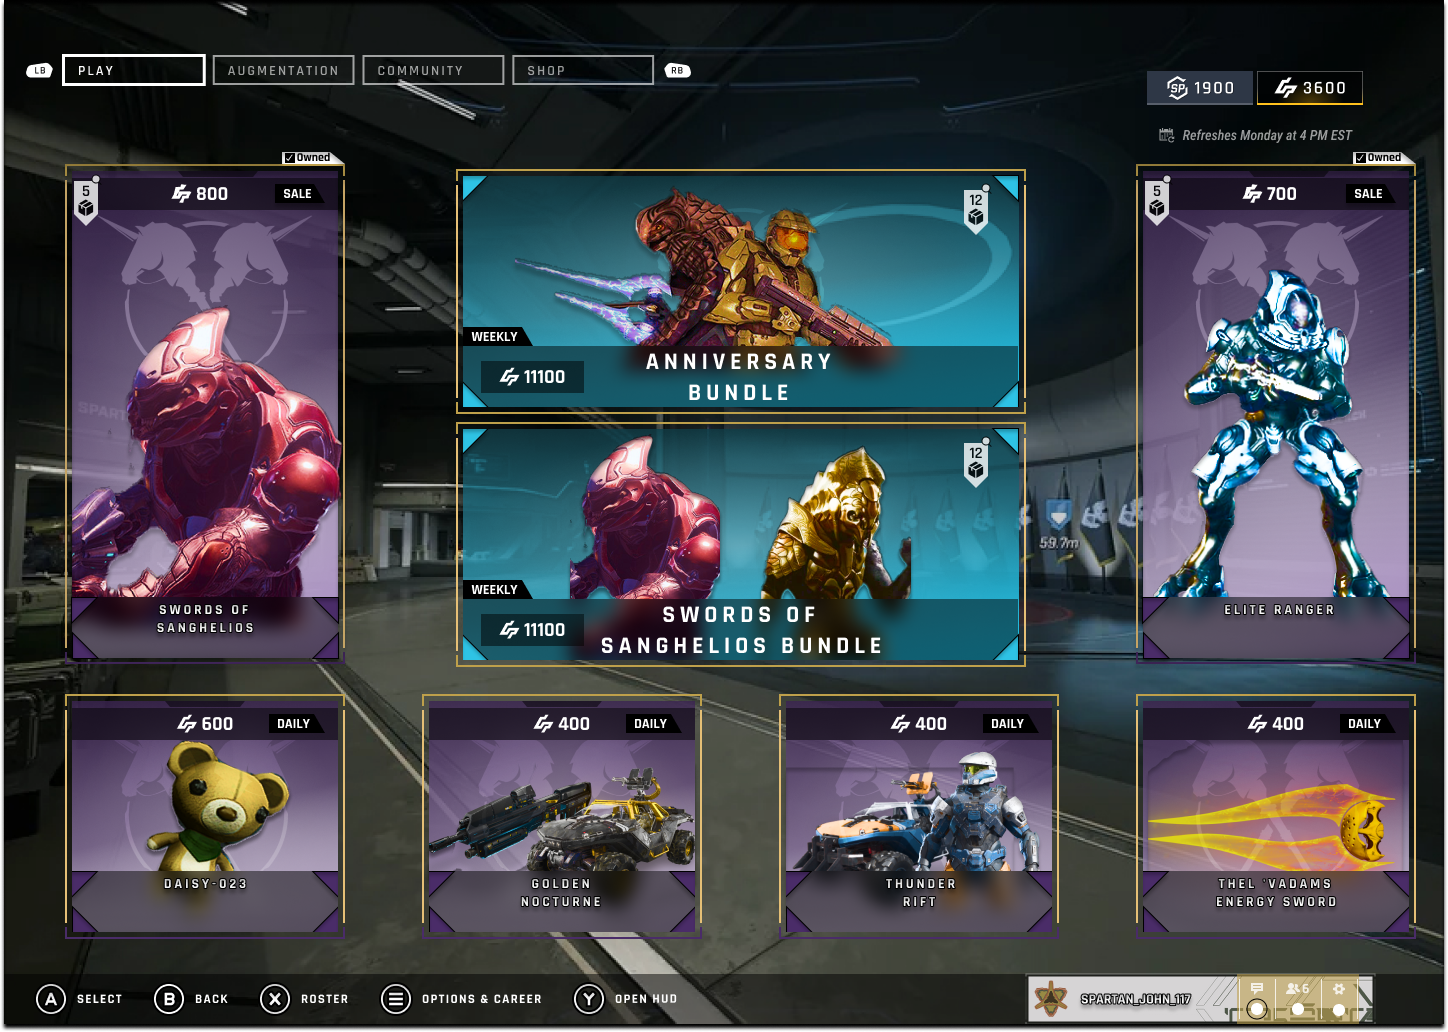 LB
PLAY
AUGMENTATION
COMMUNITY
SHOP
RB
SP 1900
3600
Refreshes Monday at 4 PM EST
Owned
5
800
SALE
SWORDS OF
SANGHELIOS
12
WEEKLY
11100
ANNIVERSARY
BUNDLE
12
WEEKLY
11100
SWORDS OF
SANGHELIOS BUNDLE
Owned
5
700
SALE
ELITE RANGER
59.7m
600
DAILY
DAISY-023
400
DAILY
GOLDEN
NOCTURNE
400
DAILY
THUNDER
RIFT
400
DAILY
THEL 'VADAMS
ENERGY SWORD
A SELECT
B BACK
X ROSTER
OPTIONS & CAREER
Y OPEN HUD
SPARTAN_JOHN_117
6